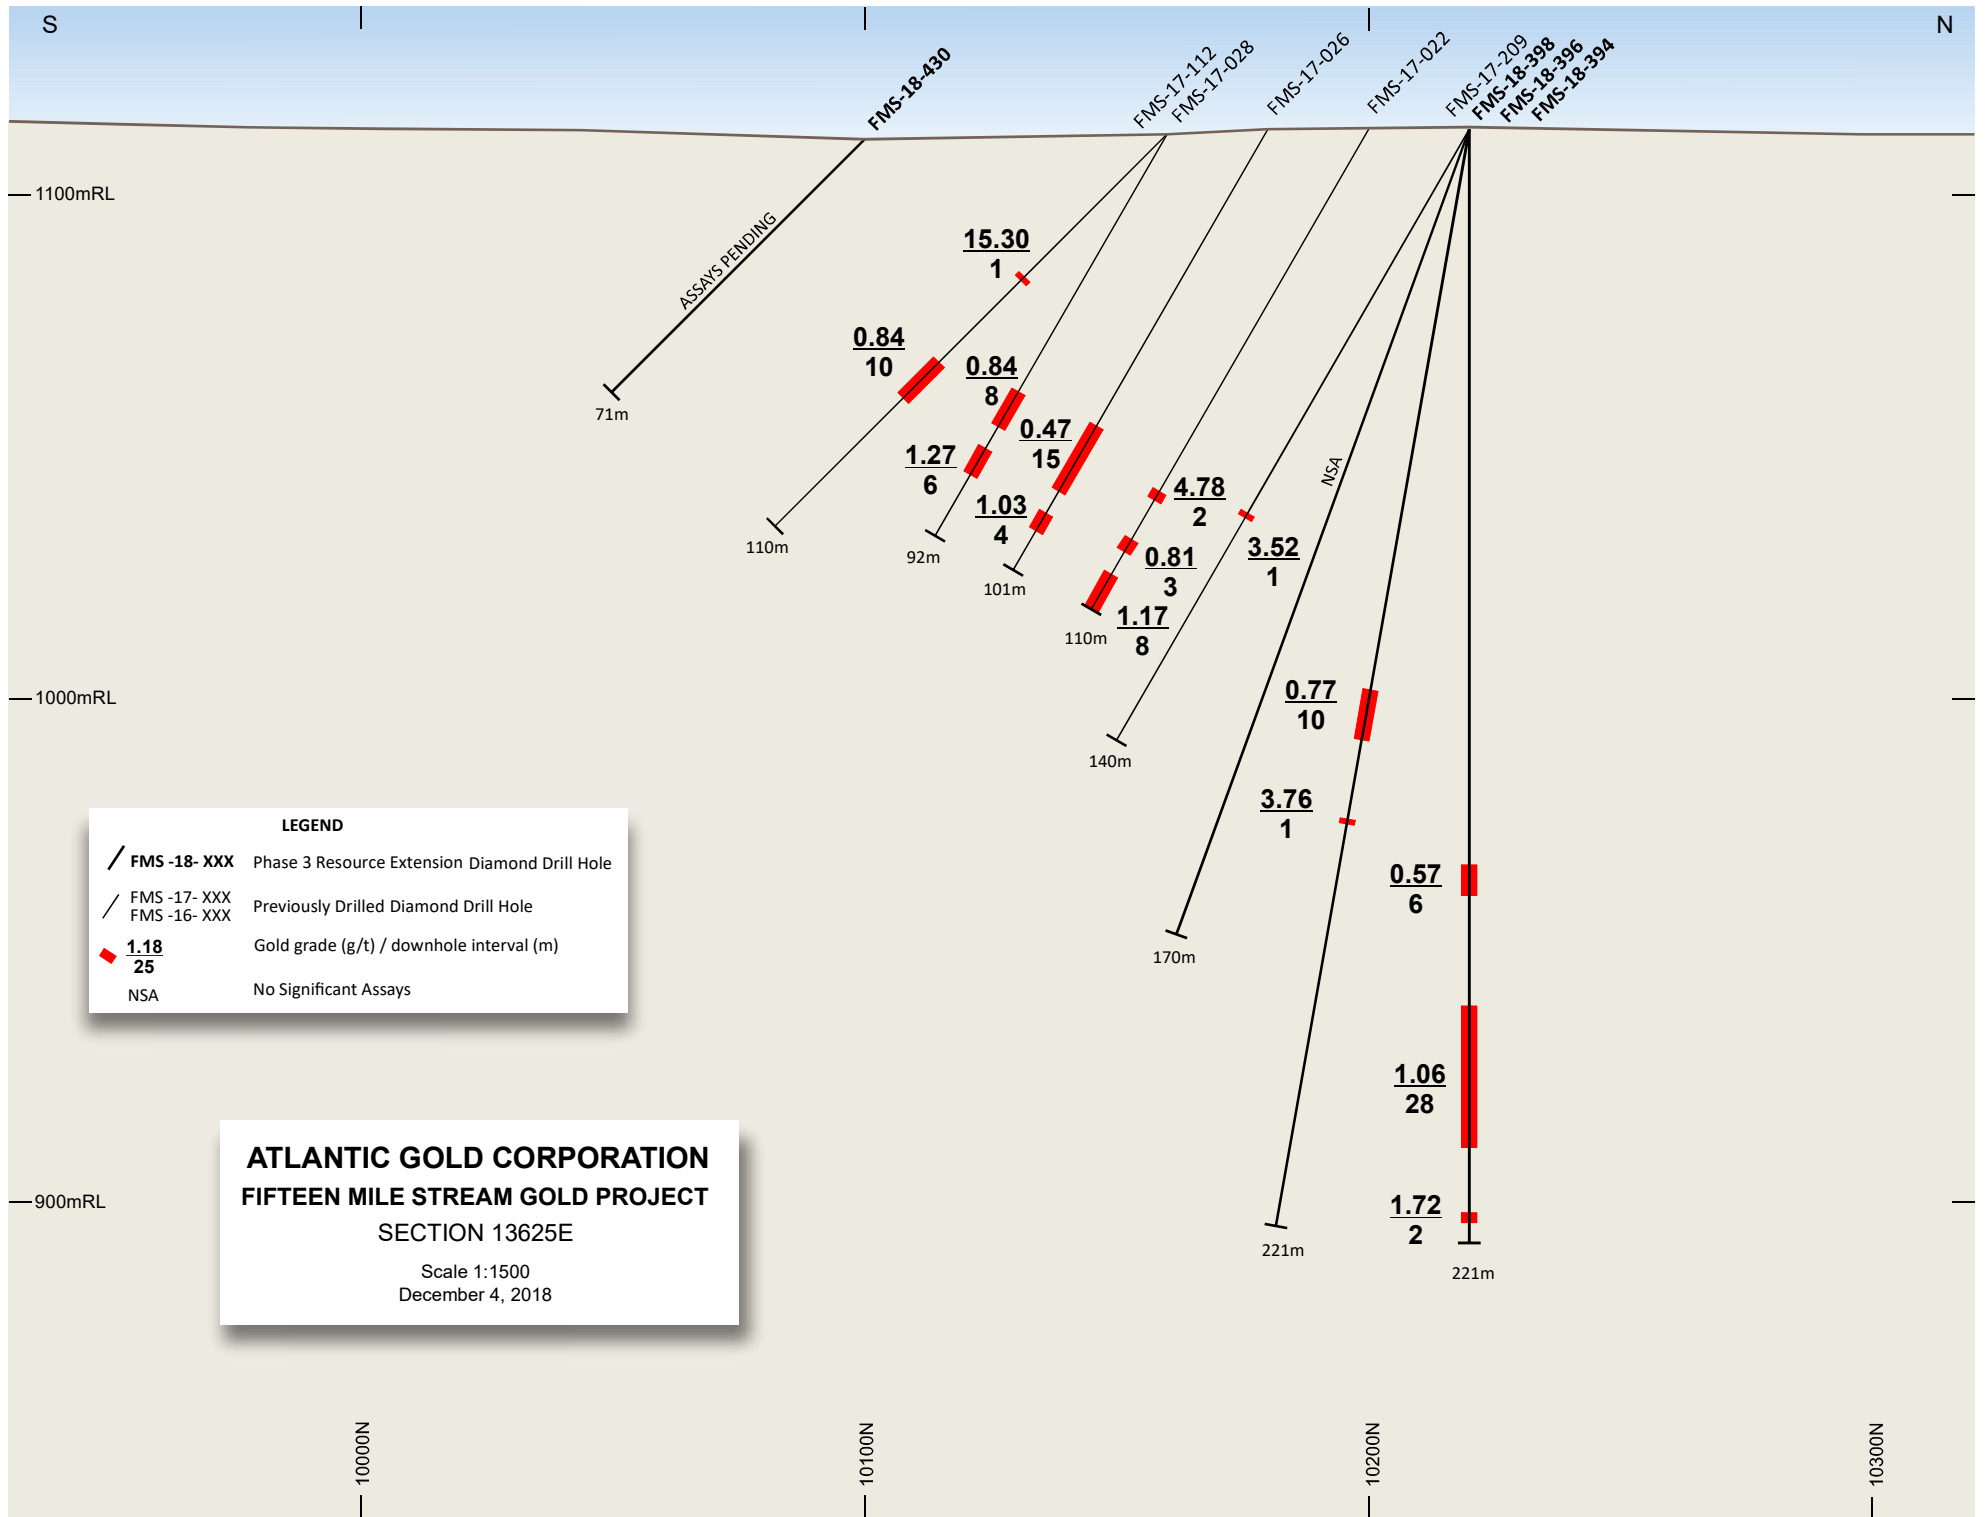 S
N
FMS-18-430
FMS-17-112
FMS-17-028
FMS-17-026
FMS-17-022
FMS-17-209
FMS-18-398
FMS-18-396
FMS-18-394
1100mRL
ASSAYS PENDING
71m
15.30
1
0.84
10
110m
0.84
8
1.27
6
92m
0.47
15
1.03
4
101m
4.78
2
0.81
3
1.17
8
110m
3.52
1
140m
NSA
170m
1000mRL
0.77
10
3.76
1
221m
0.57
6
1.06
28
1.72
2
221m
LEGEND
FMS -18- XXX Phase 3 Resource Extension Diamond Drill Hole
FMS -17- XXX
FMS -16- XXX
Previously Drilled Diamond Drill Hole
1.18
25
Gold grade (g/t) / downhole interval (m)
NSA No Significant Assays
ATLANTIC GOLD CORPORATION
FIFTEEN MILE STREAM GOLD PROJECT
SECTION 13625E
Scale 1:1500
December 4, 2018
900mRL
10000N
10100N
10200N
10300N